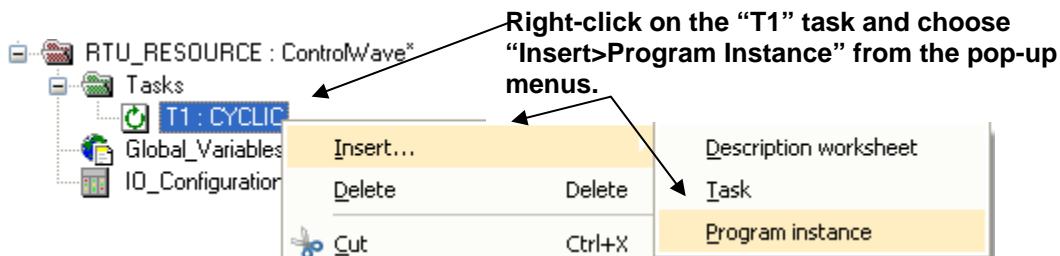 Right-click on the “T1” task and choose
“Insert>Program Instance” from the pop-up
menus.
RTU_RESOURCE : ControlWave*
Tasks
T1 : CYCLIC
Global_Variables
IO_Configuration
Insert...
Delete Delete
Cut Ctrl+X
Description worksheet
Task
Program instance